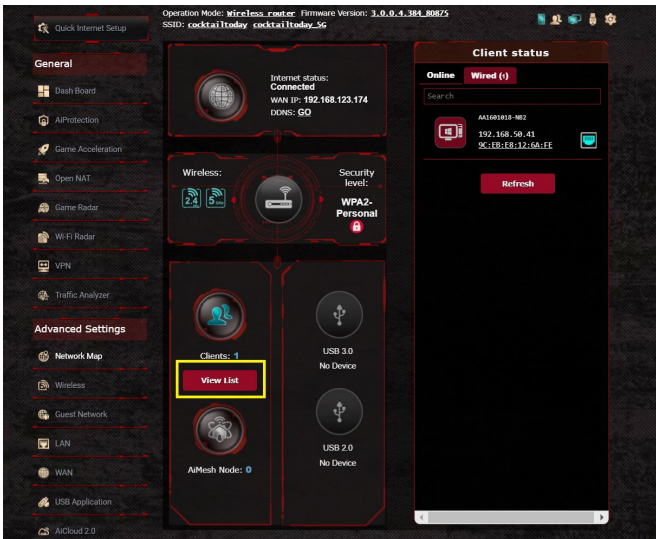 Operation Mode: Wireless router Firmware Version: 3.0.0.4.384_80875
SSID: cocktailtoday cocktailtoday_5G
Quick Internet Setup
General
Dash Board
AiProtection
Game Acceleration
Open NAT
Game Radar
Wi-Fi Radar
VPN
Traffic Analyzer
Advanced Settings
Network Map
Wireless
Guest Network
LAN
WAN
USB Application
AiCloud 2.0
Internet status:
Connected
WAN IP: 192.168.123.174
DDNS: GO
Wireless:
2.4
5
Security
level:
WPA2-
Personal
Clients: 1
View List
AiMesh Node: 0
USB 3.0
No Device
USB 2.0
No Device
Client status
Online Wired (1)
Search
AA1601018-NB2
192.168.50.41
9C:EB:E8:12:6A:FE
Refresh